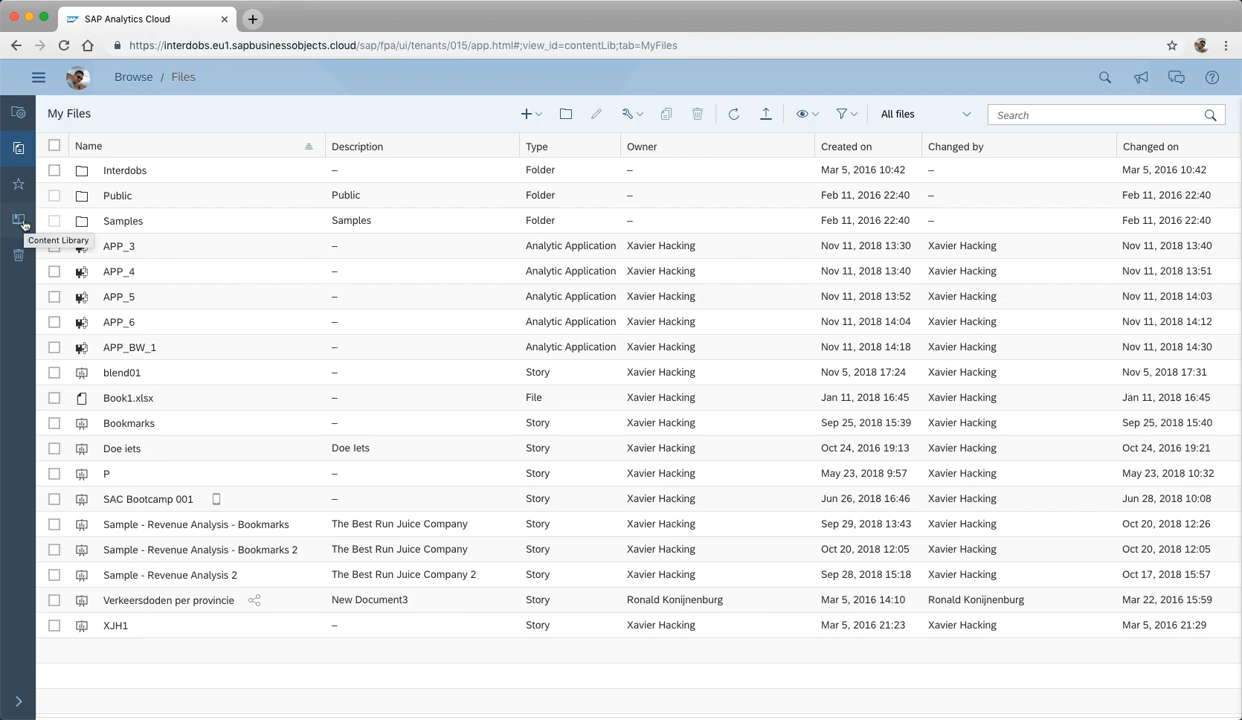 SAP Analytics Cloud
https://interdobs.eu1.sapbusinessobjects.cloud/sap/fpa/ui/tenants/015/app.html#;view_id=contentLib;tab=MyFiles
Browse / Files
My Files All files Search
Name Description Type Owner Created on Changed by Changed on
Interdobs – Folder – Mar 5, 2016 10:42 – Mar 5, 2016 10:42
Public Public Folder – Feb 11, 2016 22:40 – Feb 11, 2016 22:40
Samples Samples Folder – Feb 11, 2016 22:40 – Feb 11, 2016 22:40
Content Library
APP_3 – Analytic Application Xavier Hacking Nov 11, 2018 13:30 Xavier Hacking Nov 11, 2018 13:40
APP_4 – Analytic Application Xavier Hacking Nov 11, 2018 13:40 Xavier Hacking Nov 11, 2018 13:51
APP_5 – Analytic Application Xavier Hacking Nov 11, 2018 13:52 Xavier Hacking Nov 11, 2018 14:03
APP_6 – Analytic Application Xavier Hacking Nov 11, 2018 14:04 Xavier Hacking Nov 11, 2018 14:12
APP_BW_1 – Analytic Application Xavier Hacking Nov 11, 2018 14:18 Xavier Hacking Nov 11, 2018 14:30
blend01 – Story Xavier Hacking Nov 5, 2018 17:24 Xavier Hacking Nov 5, 2018 17:31
Book1.xlsx – File Xavier Hacking Jan 11, 2018 16:45 Xavier Hacking Jan 11, 2018 16:45
Bookmarks – Story Xavier Hacking Sep 25, 2018 15:39 Xavier Hacking Sep 25, 2018 15:40
Doe iets Doe Iets Story Xavier Hacking Oct 24, 2016 19:13 Xavier Hacking Oct 24, 2016 19:21
P – Story Xavier Hacking May 23, 2018 9:57 Xavier Hacking May 23, 2018 10:32
SAC Bootcamp 001 – Story Xavier Hacking Jun 26, 2018 16:46 Xavier Hacking Jun 28, 2018 10:08
Sample - Revenue Analysis - Bookmarks The Best Run Juice Company Story Xavier Hacking Sep 29, 2018 13:43 Xavier Hacking Oct 20, 2018 12:26
Sample - Revenue Analysis - Bookmarks 2 The Best Run Juice Company Story Xavier Hacking Oct 20, 2018 12:05 Xavier Hacking Oct 20, 2018 12:05
Sample - Revenue Analysis 2 The Best Run Juice Company 2 Story Xavier Hacking Sep 28, 2018 15:18 Xavier Hacking Oct 17, 2018 15:57
Verkeersdoden per provincie New Document3 Story Ronald Konijnenburg Mar 5, 2016 14:10 Ronald Konijnenburg Mar 22, 2016 15:59
XJH1 – Story Xavier Hacking Mar 5, 2016 21:23 Xavier Hacking Mar 5, 2016 21:29